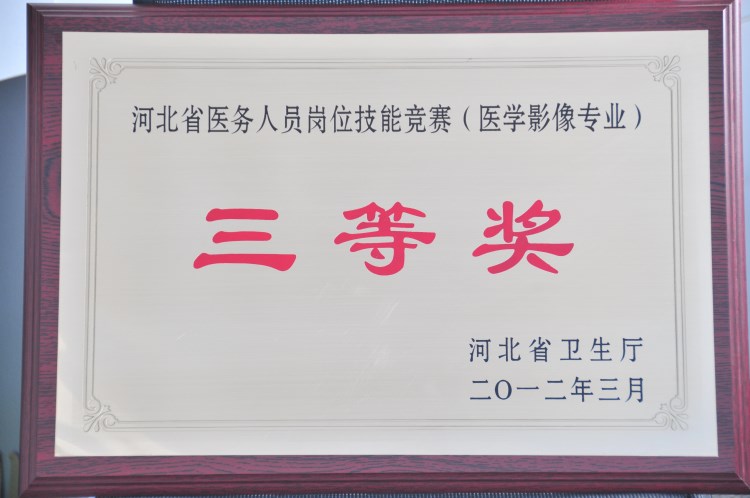 河北省医务人员岗位技能竞赛（医学影像专业）
三等奖
河北省卫生厅
二O一二年三月